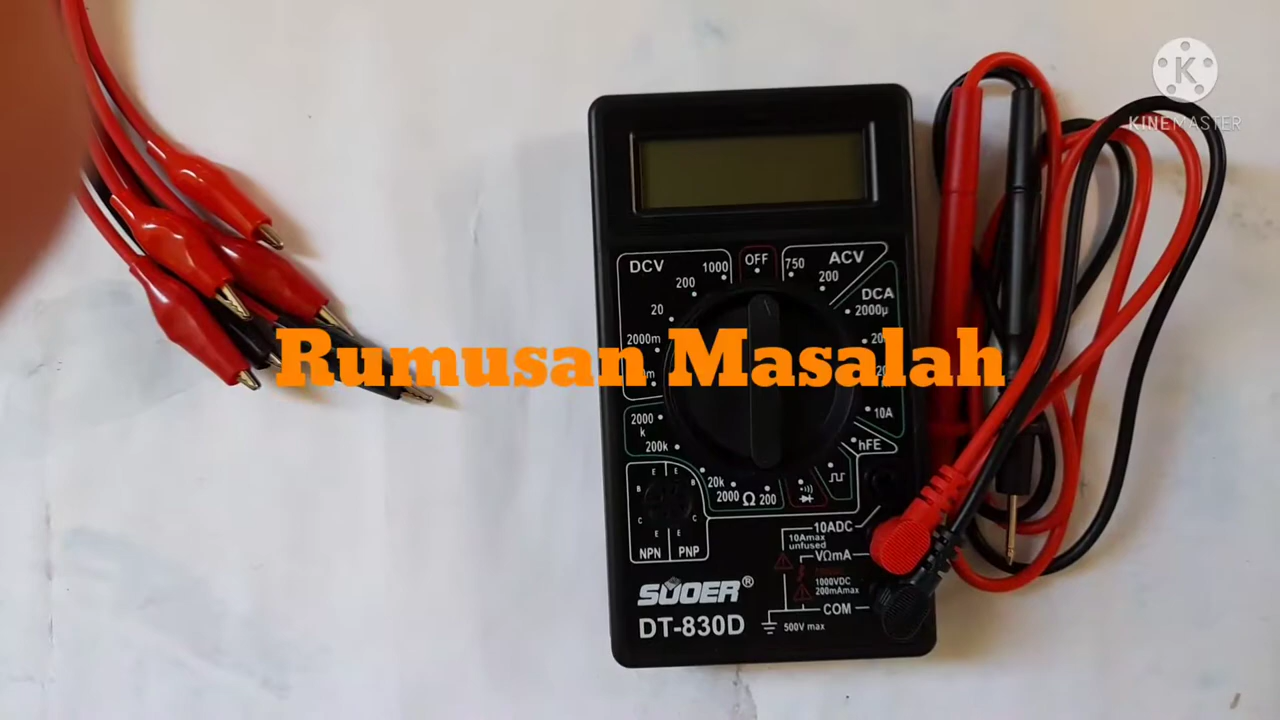 KINEMASTER
DCV
1000
OFF
750
ACV
200
200
DCA
20
2000µ
2000m
Rumusan Masalah
2000
k
10A
200k
hFE
20k
2000 Ω 200
E E
B B
C C
E E
NPN PNP
10ADC
10Amax
unfused
VΩmA
1000VDC
200mAmax
COM
500V max
SUOER®
DT-830D